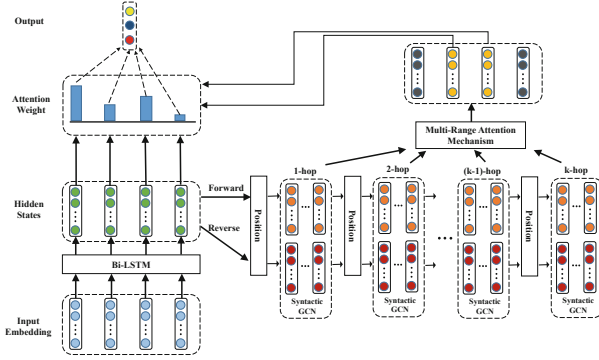 Output
Attention
Weight
Multi-Range Attention
Mechanism
1-hop
2-hop
(k-1)-hop
k-hop
Hidden
States
Forward
Reverse
Position
Position
Position
...
Bi-LSTM
Syntactic
GCN
Syntactic
GCN
Syntactic
GCN
Syntactic
GCN
Input
Embedding